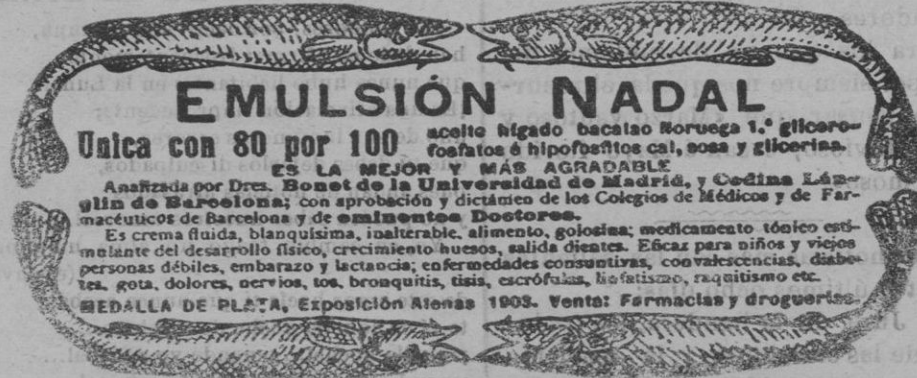 EMULSIÓN NADAL
Unica con 80 por 100 aceite hígado bacalao Noruega 1.ª glicero-
fosfatos é hipofosfitos cal, sosa y glicerina.
ES LA MEJOR Y MÁS AGRADABLE
Analizada por Dres. Bonet de la Universidad de Madrid, y Codina Län-
glin de Barcelona; con aprobación y dictámen de los Colegios de Médicos y de Far-
macéuticos de Barcelona y de eminentes Doctores.
Es crema fluida, blanquísima, inalterable, alimento, golosina; medicamento tónico esti-
mulante del desarrollo físico, crecimiento huesos, salida dientes. Eficaz para niños y viejos
personas débiles, embarazo y lactancia; enfermedades consuntivas, convalescencias, diabe-
tes, gota, dolores, nervios, tos, bronquitis, tisis, escrófulas, linfatismo, raquitismo etc.
MEDALLA DE PLATA, Exposición Atenas 1903. Venta: Farmacias y droguerías.